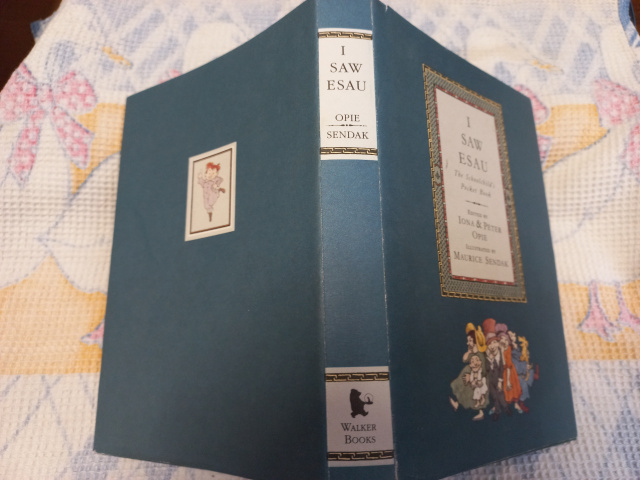 I
SAW
ESAU
OPIE
SENDAK
WALKER
BOOKS
I
SAW
ESAU
The Schoolchild's
Pocket Book
EDITED BY
IONA & PETER
OPIE
ILLUSTRATED BY
MAURICE SENDAK